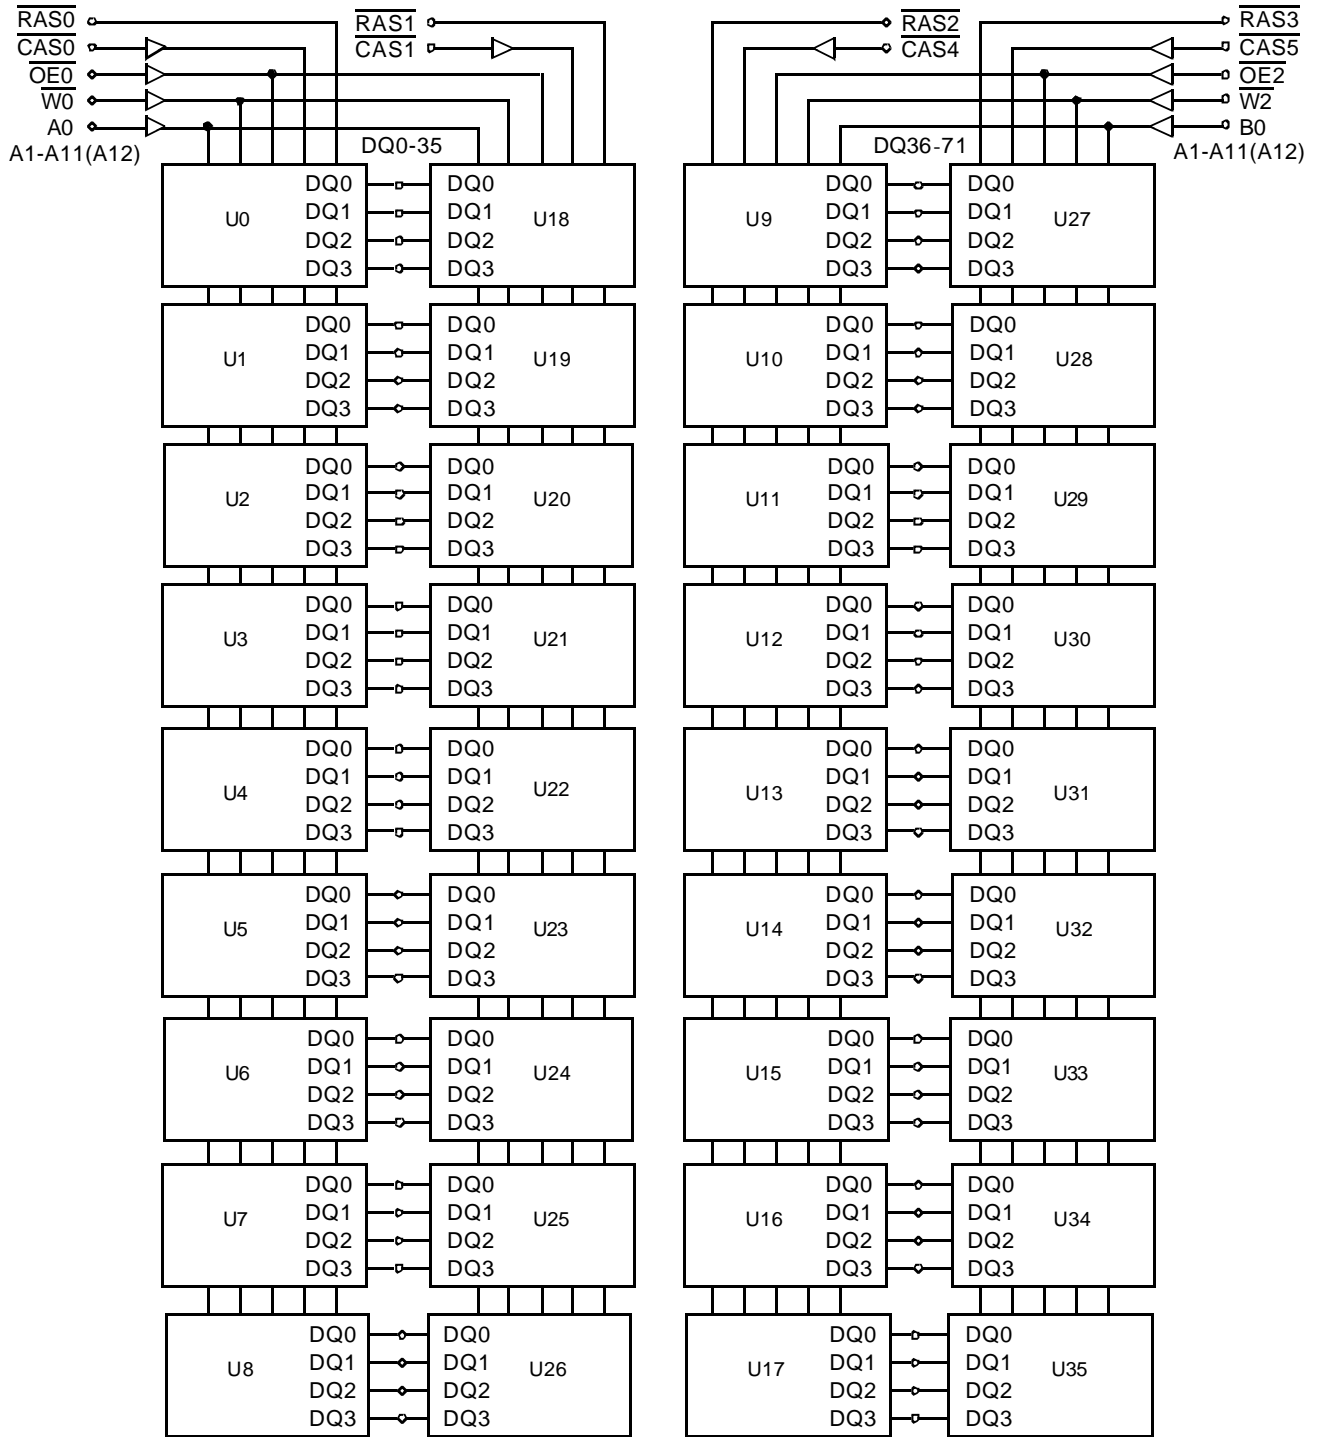 RAS0 RAS1 RAS2 RAS3
CAS0 CAS1 CAS4 CAS5
OE0 OE2
W0 W2
A0 B0
A1-A11(A12) DQ0-35 DQ36-71 A1-A11(A12)
DQ0 DQ0 DQ0 DQ0
U0 DQ1 DQ1 U18 U9 DQ1 DQ1 U27
DQ2 DQ2 DQ2 DQ2
DQ3 DQ3 DQ3 DQ3
DQ0 DQ0 DQ0 DQ0
U1 DQ1 DQ1 U19 U10 DQ1 DQ1 U28
DQ2 DQ2 DQ2 DQ2
DQ3 DQ3 DQ3 DQ3
DQ0 DQ0 DQ0 DQ0
U2 DQ1 DQ1 U20 U11 DQ1 DQ1 U29
DQ2 DQ2 DQ2 DQ2
DQ3 DQ3 DQ3 DQ3
DQ0 DQ0 DQ0 DQ0
U3 DQ1 DQ1 U21 U12 DQ1 DQ1 U30
DQ2 DQ2 DQ2 DQ2
DQ3 DQ3 DQ3 DQ3
DQ0 DQ0 DQ0 DQ0
U4 DQ1 DQ1 U22 U13 DQ1 DQ1 U31
DQ2 DQ2 DQ2 DQ2
DQ3 DQ3 DQ3 DQ3
DQ0 DQ0 DQ0 DQ0
U5 DQ1 DQ1 U23 U14 DQ1 DQ1 U32
DQ2 DQ2 DQ2 DQ2
DQ3 DQ3 DQ3 DQ3
DQ0 DQ0 DQ0 DQ0
U6 DQ1 DQ1 U24 U15 DQ1 DQ1 U33
DQ2 DQ2 DQ2 DQ2
DQ3 DQ3 DQ3 DQ3
DQ0 DQ0 DQ0 DQ0
U7 DQ1 DQ1 U25 U16 DQ1 DQ1 U34
DQ2 DQ2 DQ2 DQ2
DQ3 DQ3 DQ3 DQ3
DQ0 DQ0 DQ0 DQ0
U8 DQ1 DQ1 U26 U17 DQ1 DQ1 U35
DQ2 DQ2 DQ2 DQ2
DQ3 DQ3 DQ3 DQ3